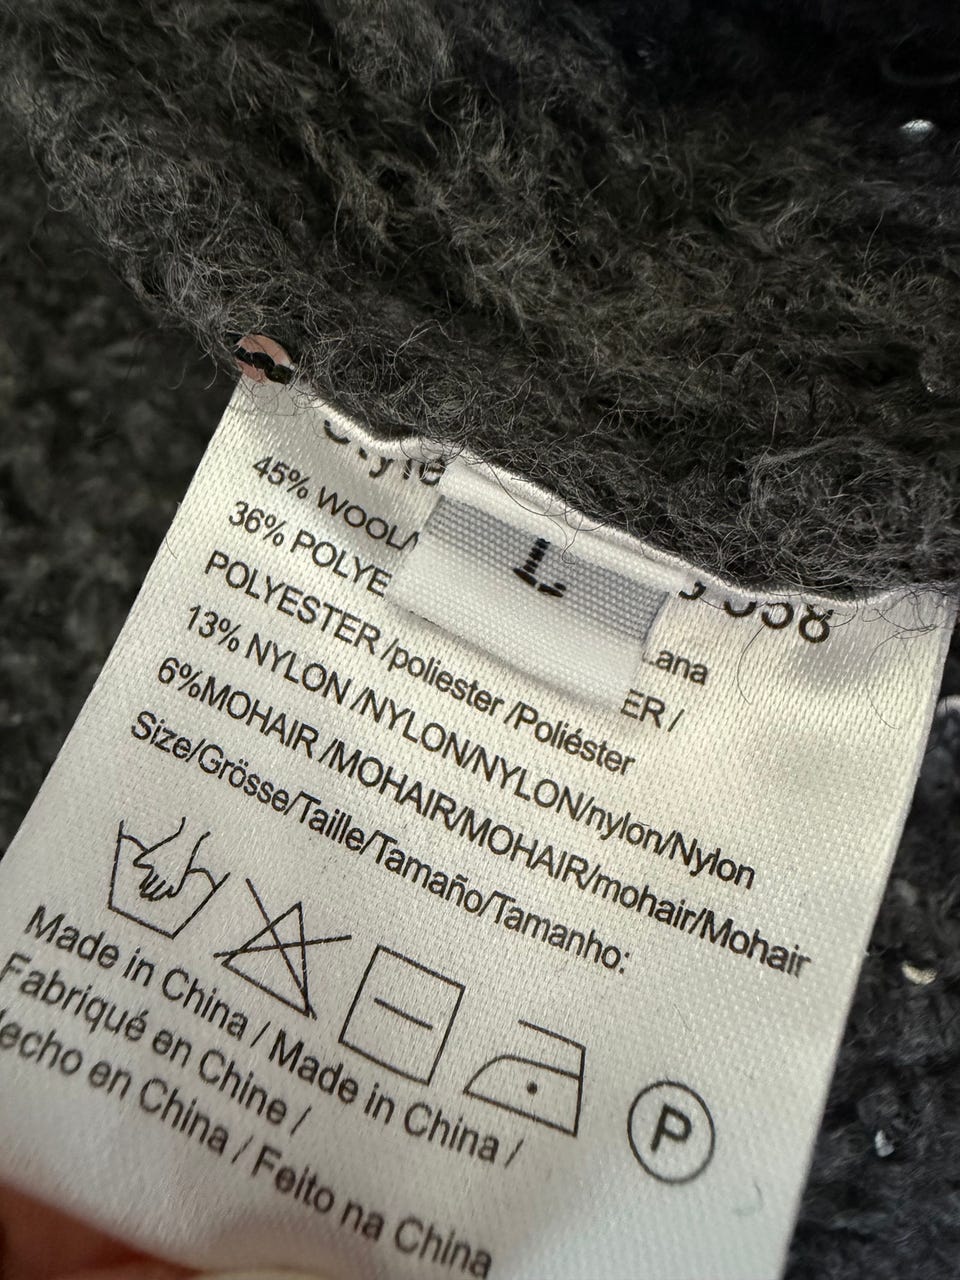 Style
L
558
45% WOOL/
lana
36% POLYE
ER /
POLYESTER /poliester /Poliéster
13% NYLON /NYLON/NYLON/nylon/Nylon
6%MOHAIR /MOHAIR/MOHAIR/mohair/Mohair
Size/Grösse/Taille/Tamaño/Tamanho:
P
Made in China / Made in China /
Fabriqué en Chine /
echo en China / Feito na China